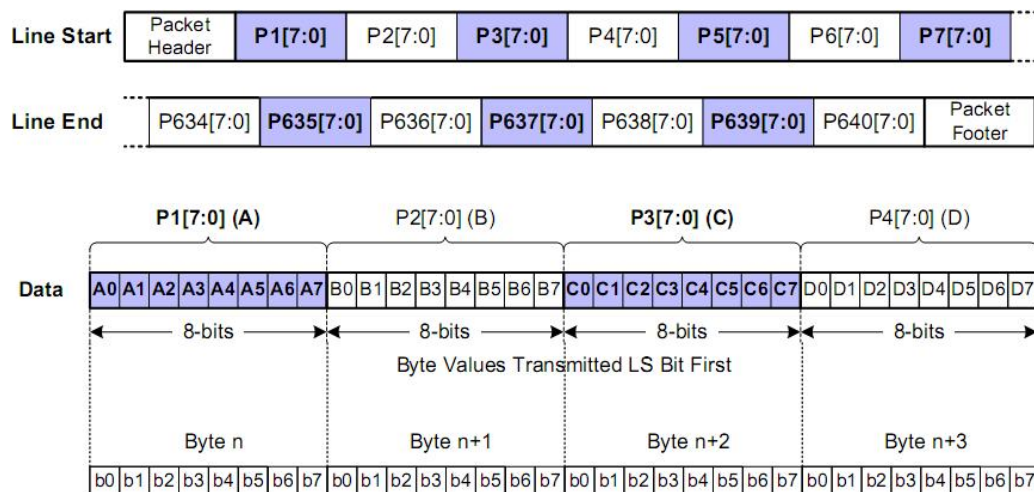 Line Start Packet Header P1[7:0] P2[7:0] P3[7:0] P4[7:0] P5[7:0] P6[7:0] P7[7:0]
Line End P634[7:0] P635[7:0] P636[7:0] P637[7:0] P638[7:0] P639[7:0] P640[7:0] Packet Footer
P1[7:0] (A) P2[7:0] (B) P3[7:0] (C) P4[7:0] (D)
Data A0 A1 A2 A3 A4 A5 A6 A7 B0 B1 B2 B3 B4 B5 B6 B7 C0 C1 C2 C3 C4 C5 C6 C7 D0 D1 D2 D3 D4 D5 D6 D7
8-bits 8-bits 8-bits 8-bits
Byte Values Transmitted LS Bit First
Byte n Byte n+1 Byte n+2 Byte n+3
b0 b1 b2 b3 b4 b5 b6 b7 b0 b1 b2 b3 b4 b5 b6 b7 b0 b1 b2 b3 b4 b5 b6 b7 b0 b1 b2 b3 b4 b5 b6 b7